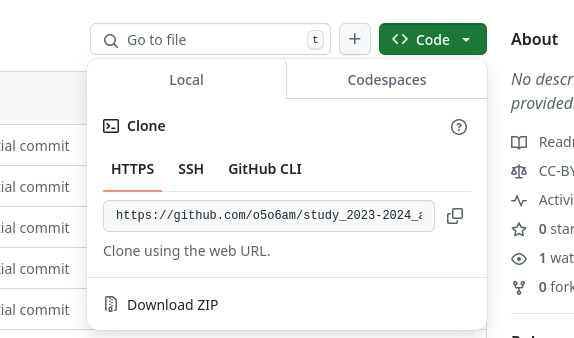 Go to file
t
+
<> Code
About
Local
Codespaces
No descr
provided.
Clone
HTTPS
SSH
GitHub CLI
https://github.com/o5o6am/study_2023-2024_a
Clone using the web URL.
Download ZIP
ial commit
ial commit
ial commit
ial commit
ial commit
Readm
CC-BY
Activi
0 star
1 wat
0 fork